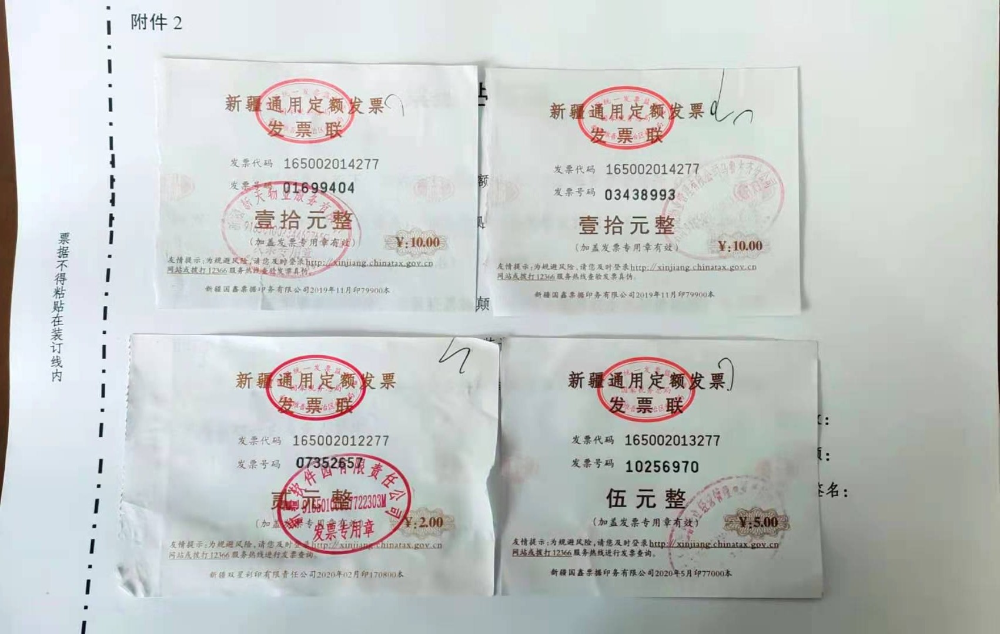 附件2
票据不得粘贴在装订线内
新疆通用定额发票
发票联
发票代码 165002014277
发票号码 01699404
壹拾元整
(加盖发票专用章有效)
¥:10.00
友情提示:为规避风险,请您及时登录http://xinjiang.chinatax.gov.cn
网站或拨打12366服务热线查验发票真伪。
新疆国鑫票据印务有限公司2019年11月印79900本
新疆通用定额发票
发票联
发票代码 165002014277
发票号码 03438993
壹拾元整
(加盖发票专用章有效)
¥:10.00
友情提示:为规避风险,请您及时登录http://xinjiang.chinatax.gov.cn
网站或拨打12366服务热线查验发票真伪。
新疆国鑫票据印务有限公司2019年11月印79900本
新疆通用定额发票
发票联
发票代码 165002012277
发票号码 07352657
贰元整
(加盖发票专用章有效)
¥:2.00
软件园有限责任公司
发票专用章
友情提示:为规避风险,请您及时登录http://xinjiang.chinatax.gov.cn
网站或拨打12366服务热线进行发票查询。
新疆双星彩印有限责任公司2020年02月印170800本
新疆通用定额发票
发票联
发票代码 165002013277
发票号码 10256970
伍元整
(加盖发票专用章有效)
¥:5.00
友情提示:为规避风险,请您及时登录http://xinjiang.chinatax.gov.cn
网站或拨打12366服务热线进行发票查询。
新疆国鑫票据印务有限公司2020年5月印77000本
签名: